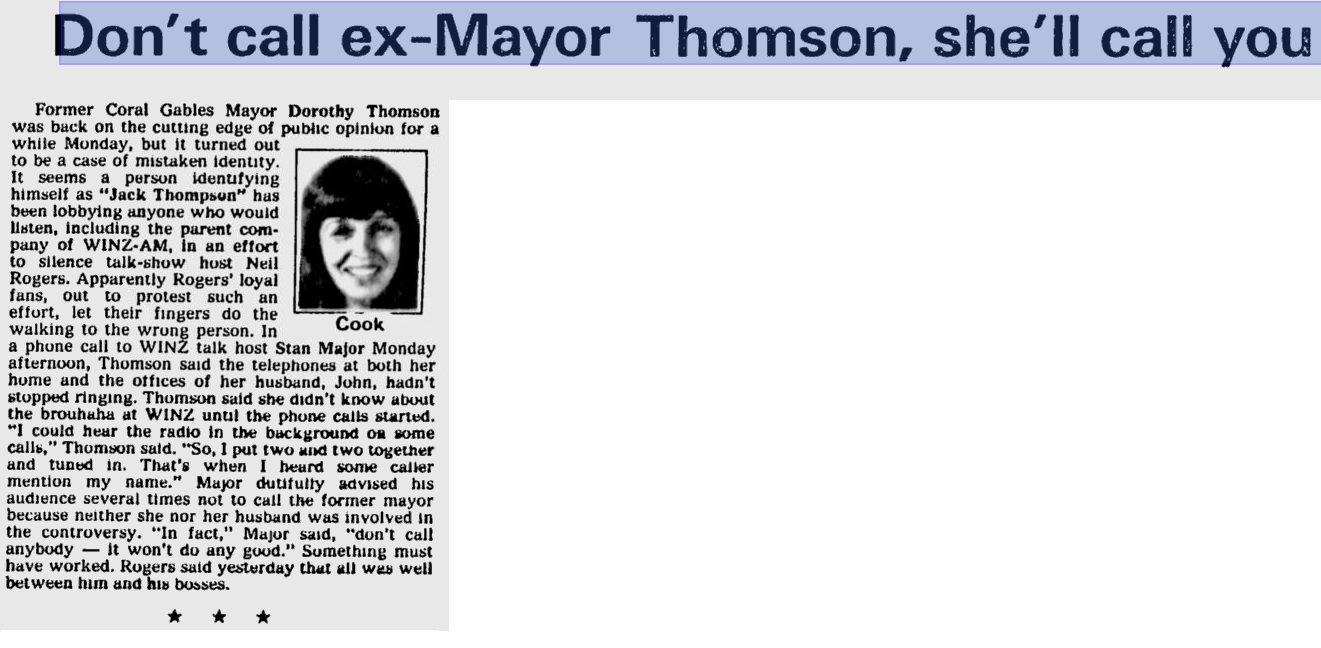 Don't call ex-Mayor Thomson, she'll call you
Former Coral Gables Mayor Dorothy Thomson
was back on the cutting edge of public opinion for a
while Monday, but it turned out
to be a case of mistaken identity.
It seems a person identifying
himself as "Jack Thompson" has
been lobbying anyone who would
listen, including the parent com-
pany of WINZ-AM, in an effort
to silence talk-show host Neil
Rogers. Apparently Rogers' loyal
fans, out to protest such an
effort, let their fingers do the
walking to the wrong person. In
Cook
a phone call to WINZ talk host Stan Major Monday
afternoon, Thomson said the telephones at both her
home and the offices of her husband, John, hadn't
stopped ringing. Thomson said she didn't know about
the brouhaha at WINZ until the phone calls started.
"I could hear the radio in the background on some
calls," Thomson said. "So, I put two and two together
and tuned in. That's when I heard some caller
mention my name." Major dutifully advised his
audience several times not to call the former mayor
because neither she nor her husband was involved in
the controversy. "In fact," Major said, "don't call
anybody — it won't do any good." Something must
have worked. Rogers said yesterday that all was well
between him and his bosses.